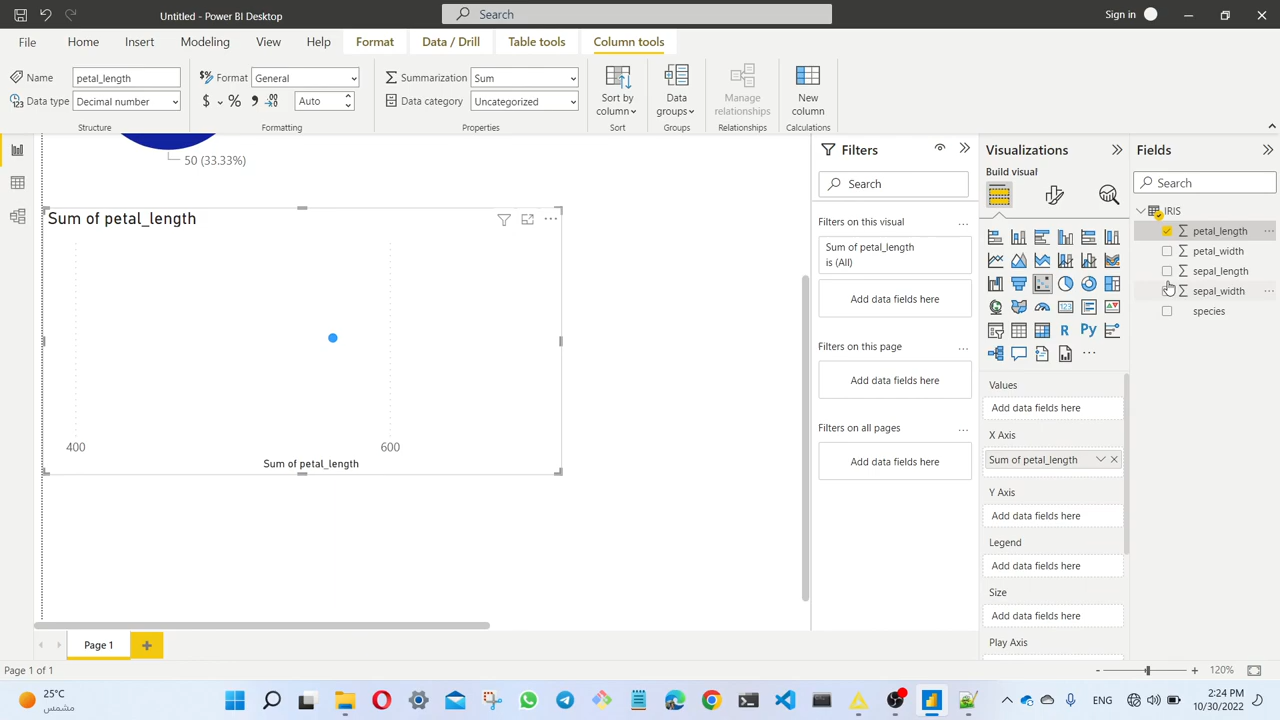 Untitled - Power BI Desktop
Search
Sign in
File
Home
Insert
Modeling
View
Help
Format
Data / Drill
Table tools
Column tools
Name
petal_length
Format
General
Summarization
Sum
Data type
Decimal number
$
%
Auto
Data category
Uncategorized
Sort by
column
Data
groups
Manage
relationships
New
column
Structure
Formatting
Properties
Sort
Groups
Relationships
Calculations
50 (33.33%)
Sum of petal_length
400
600
Sum of petal_length
Filters
Search
Filters on this visual
Sum of petal_length
is (All)
Add data fields here
Filters on this page
Add data fields here
Filters on all pages
Add data fields here
Visualizations
Build visual
R
Py
Values
Add data fields here
X Axis
Sum of petal_length
Y Axis
Add data fields here
Legend
Add data fields here
Size
Add data fields here
Play Axis
Fields
Search
IRIS
petal_length
petal_width
sepal_length
sepal_width
species
Page 1
Page 1 of 1
120%
25°C
مشمس
ENG
2:24 PM
10/30/2022